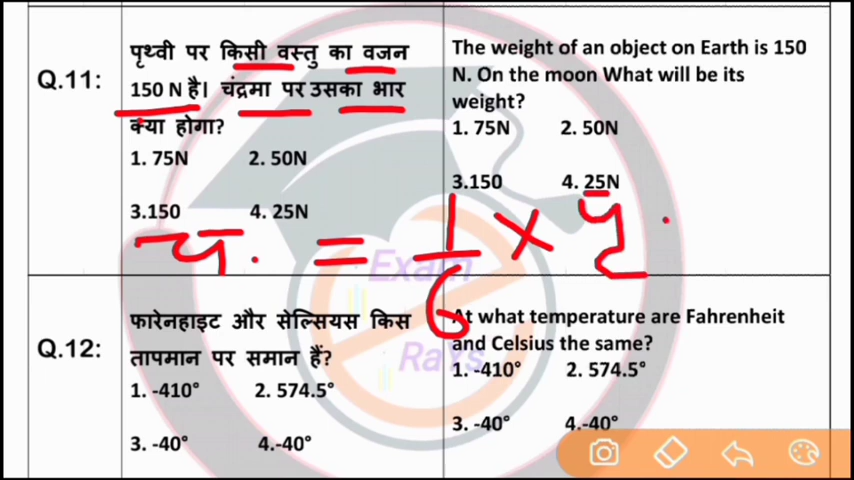 Q.11:
पृथ्वी पर किसी वस्तु का वजन
150 N है। चंद्रमा पर उसका भार
क्या होगा?
1. 75N 2. 50N
3.150 4. 25N
The weight of an object on Earth is 150
N. On the moon What will be its
weight?
1. 75N 2. 50N
3.150 4. 25N
च. = 1/6 × पृ.
Exam
RaYs
Q.12:
फारेनहाइट और सेल्सियस किस
तापमान पर समान हैं?
1. -410° 2. 574.5°
3. -40° 4.-40°
At what temperature are Fahrenheit
and Celsius the same?
1. -410° 2. 574.5°
3. -40° 4.-40°